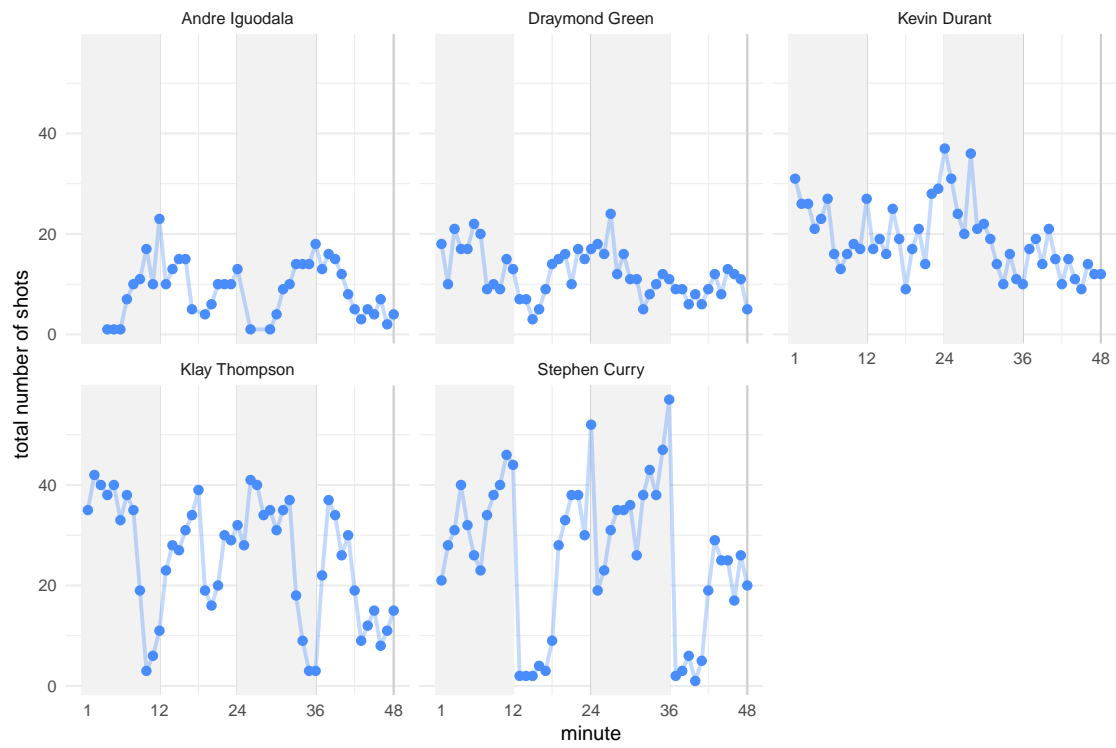 Andre Iguodala
Draymond Green
Kevin Durant
40
20
0
1 12 24 36 48
Klay Thompson
Stephen Curry
40
20
0
1 12 24 36 48
1 12 24 36 48
minute
total number of shots